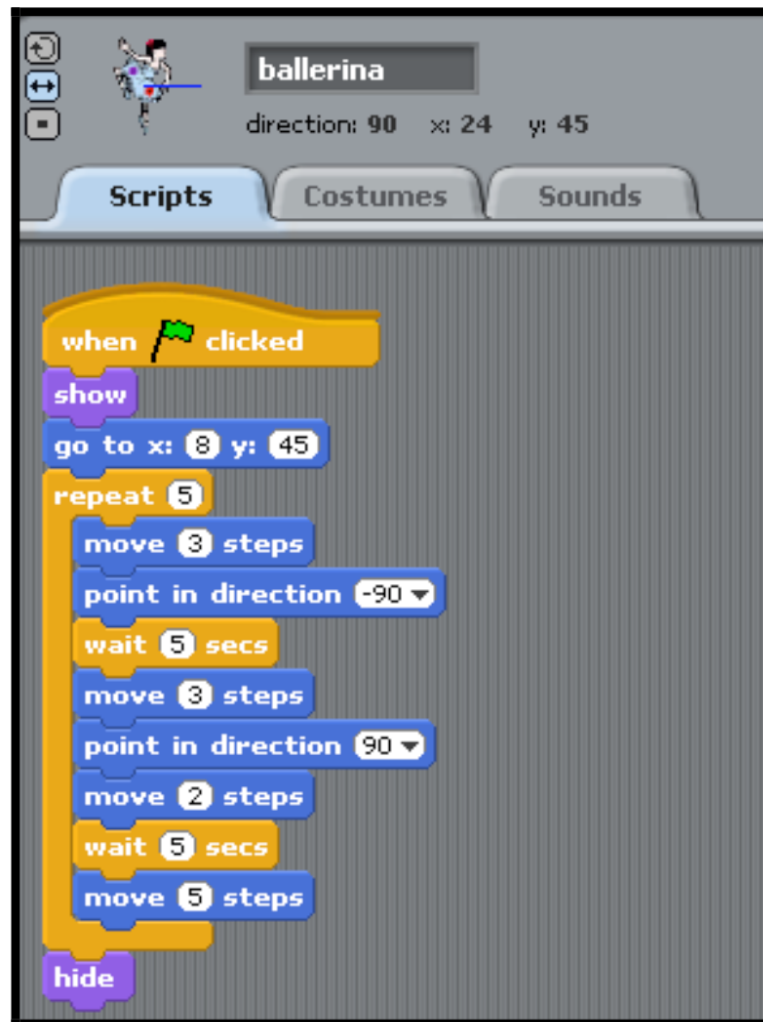 ballerina
direction: 90 x: 24 y: 45
Scripts Costumes Sounds
when clicked
show
go to x: 8 y: 45
repeat 5
move 3 steps
point in direction -90
wait 5 secs
move 3 steps
point in direction 90
move 2 steps
wait 5 secs
move 5 steps
hide